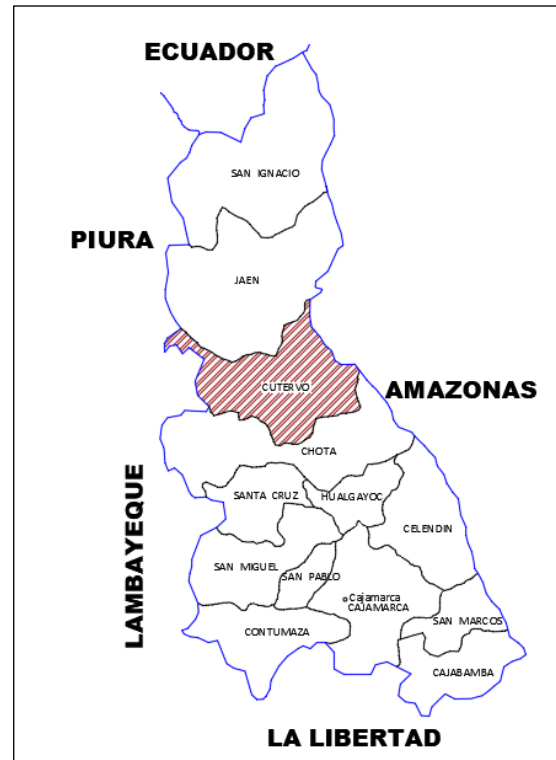 ECUADOR
SAN IGNACIO
PIURA
JAEN
CUTERVO
AMAZONAS
CHOTA
LAMBAYEQUE
SANTA CRUZ
HUALGAYOC
CELENDIN
SAN MIGUEL
SAN PABLO
Cajamarca
CAJAMARCA
SAN MARCOS
CONTUMAZA
CAJABAMBA
LA LIBERTAD